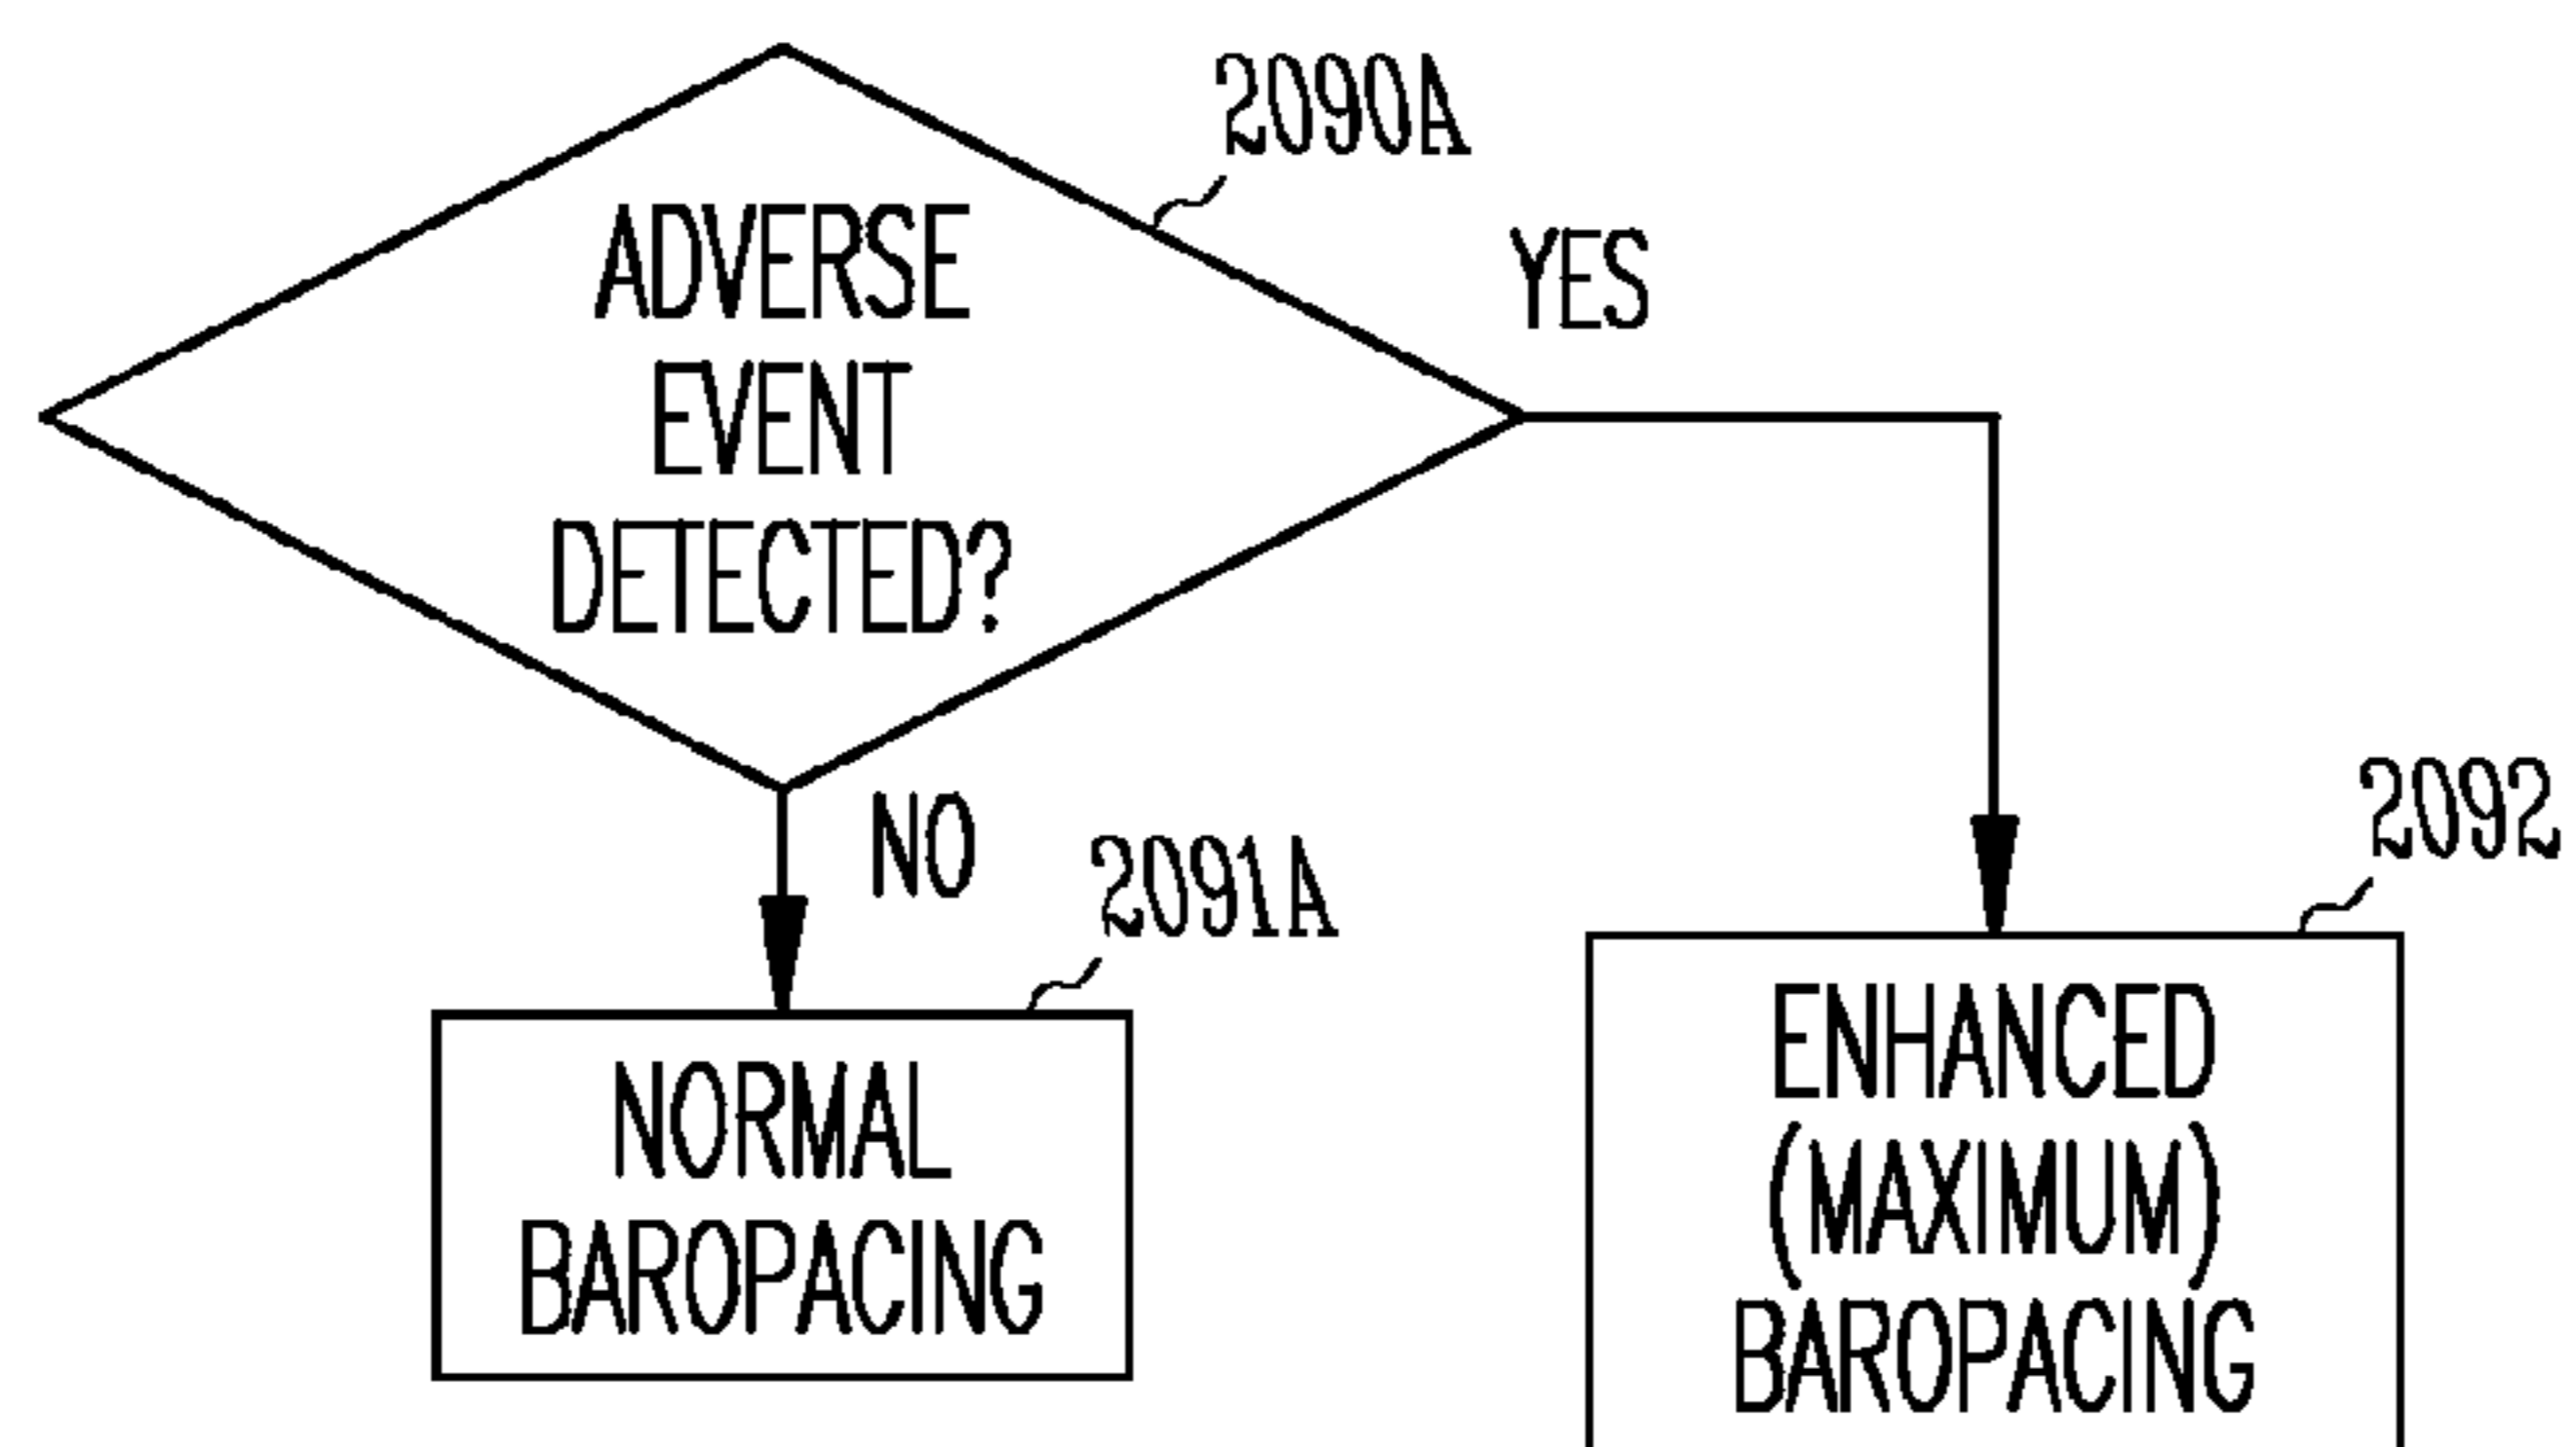 2090A
ADVERSE
EVENT
DETECTED?
YES
NO
2091A
NORMAL
BAROPACING
2092
ENHANCED
(MAXIMUM)
BAROPACING